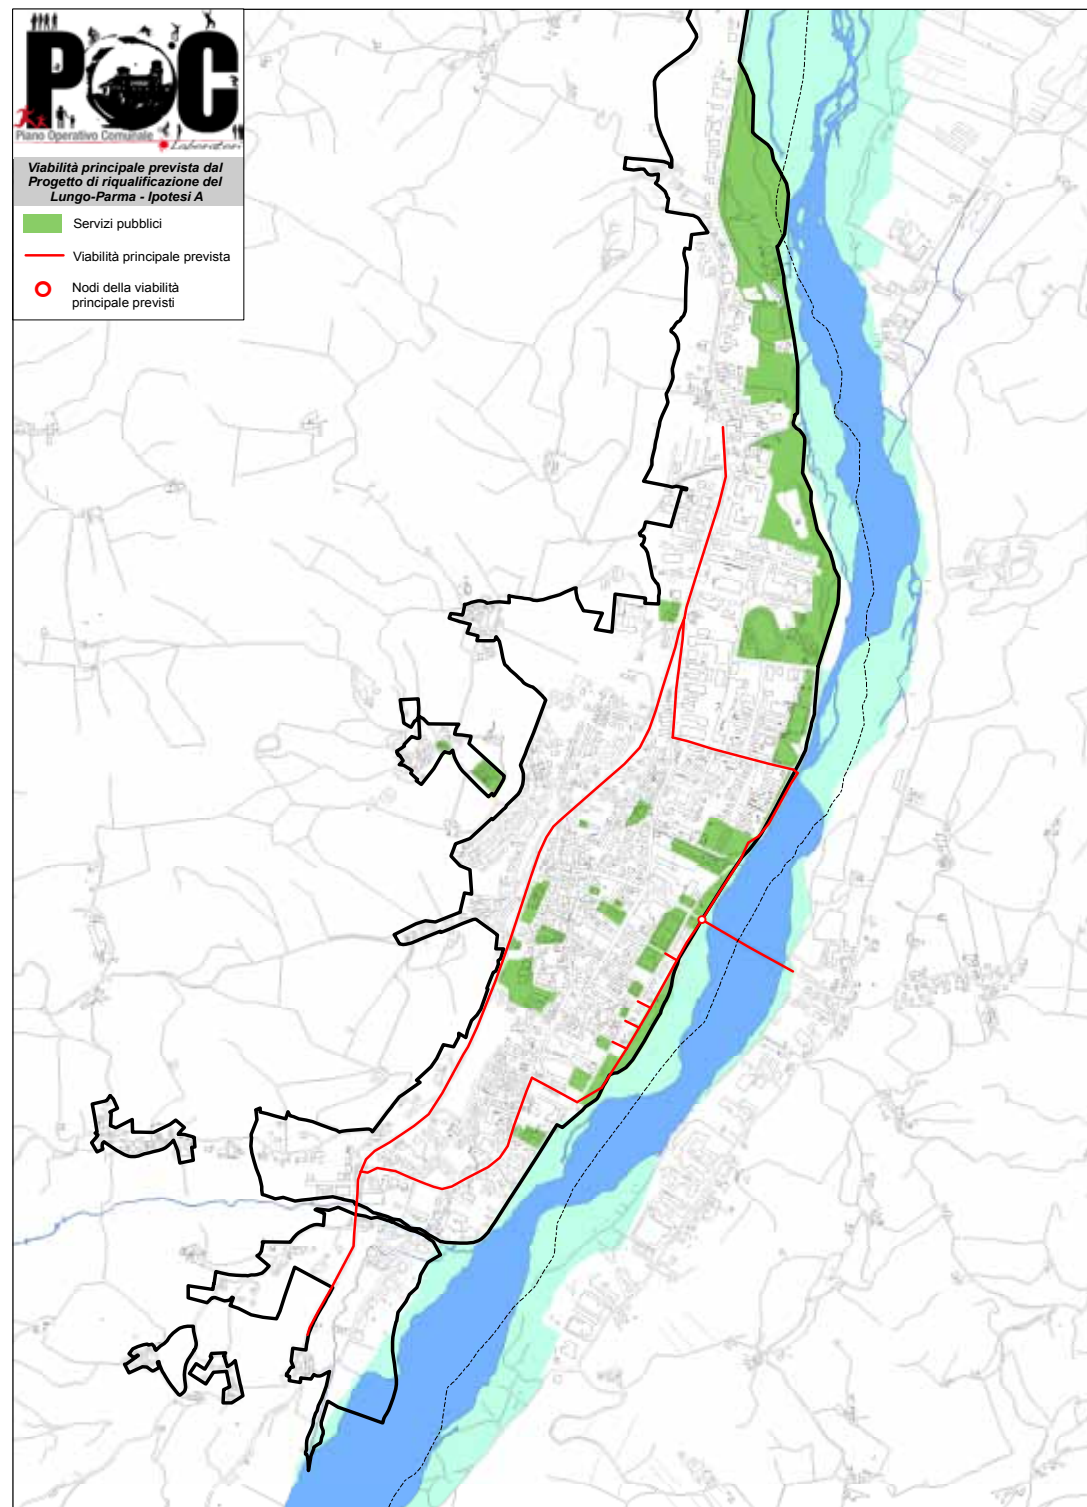 POC
Piano Operativo Comunale
Laboratori
Viabilità principale prevista dal
Progetto di riqualificazione del
Lungo-Parma - Ipotesi A
Servizi pubblici
Viabilità principale prevista
Nodi della viabilità
principale previsti